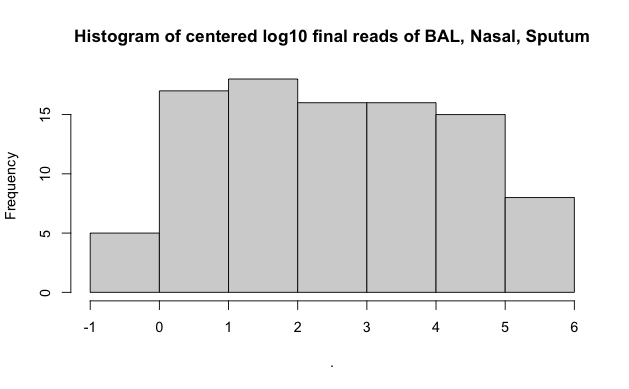 Histogram of centered log10 final reads of BAL, Nasal, Sputum
Frequency
15
10
5
0
-1 0 1 2 3 4 5 6
.